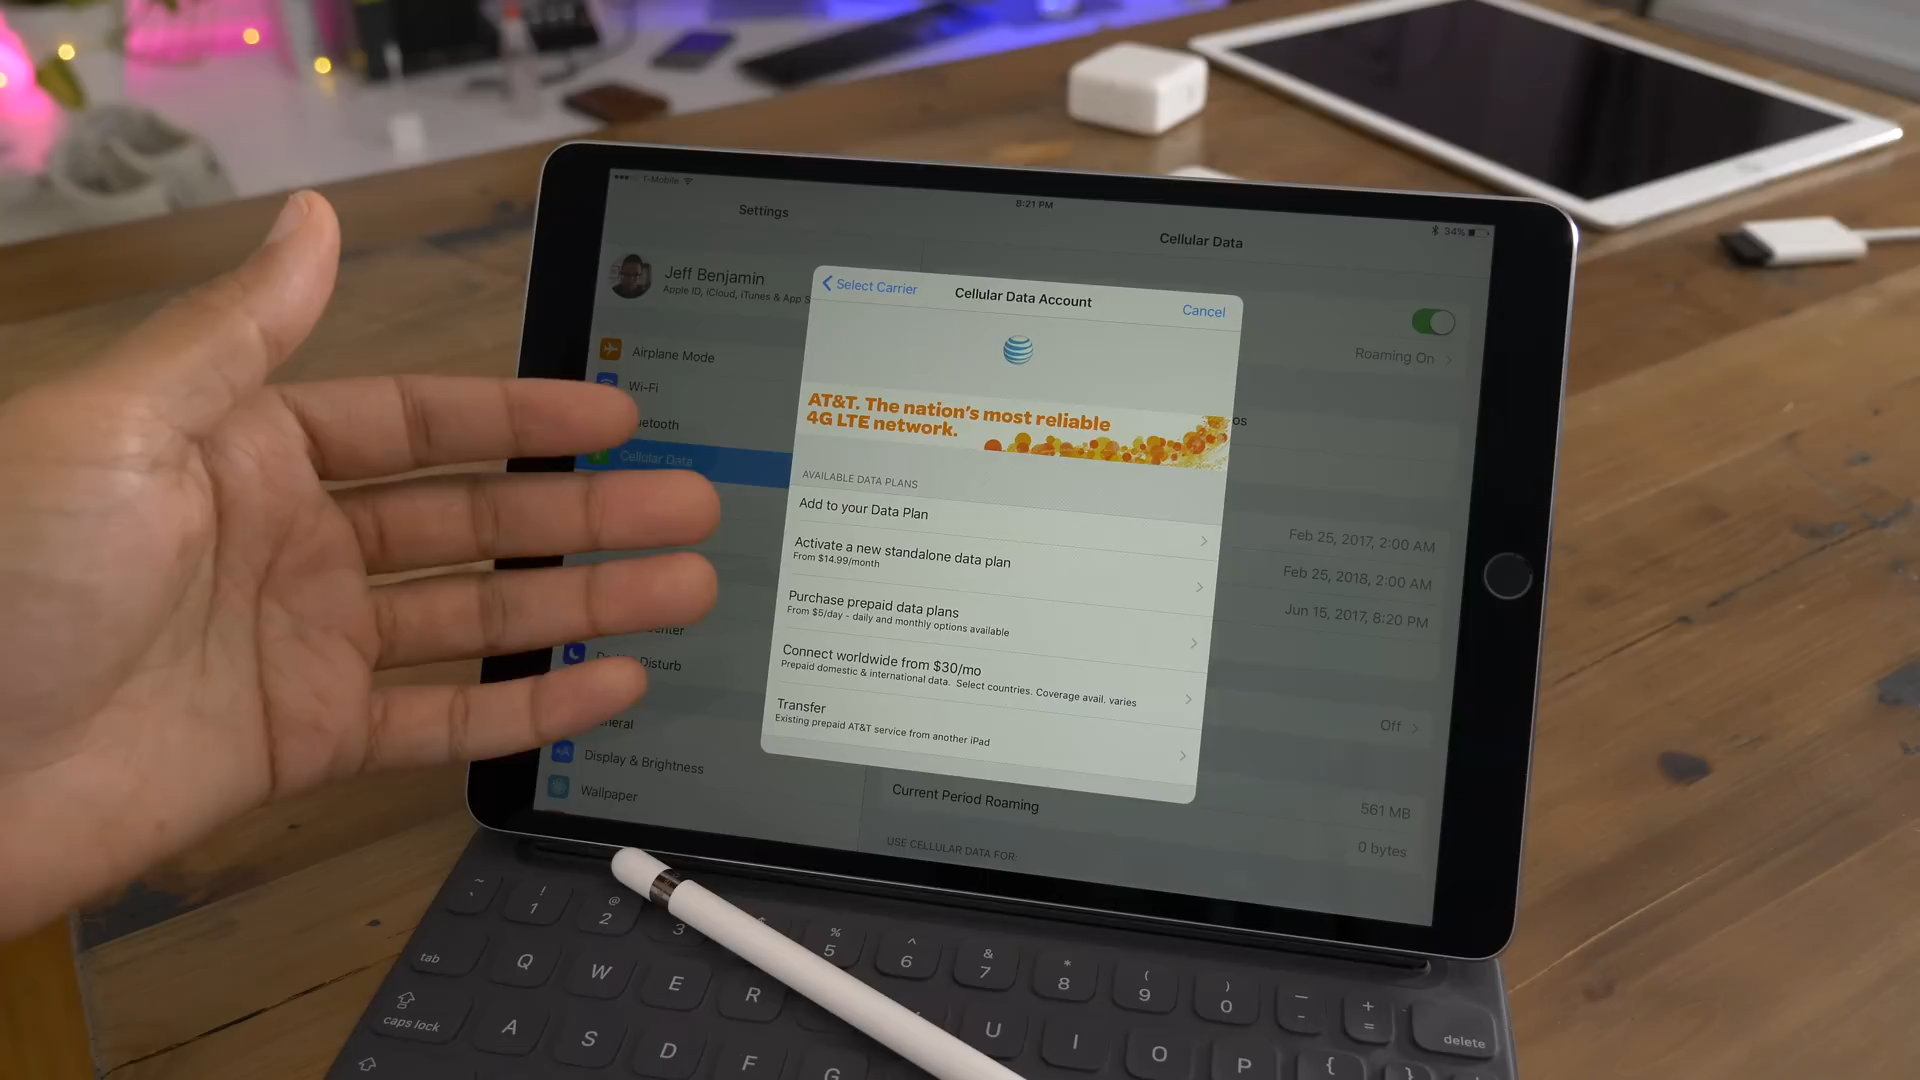 T-Mobile
8:21 PM
34%
Settings
Cellular Data
Jeff Benjamin
Apple ID, iCloud, iTunes & App S
Airplane Mode
Wi-Fi
uetooth
Cellular Data
enter
Disturb
neral
Display & Brightness
Wallpaper
Select Carrier
Cellular Data Account
Cancel
AT&T. The nation's most reliable
4G LTE network.
AVAILABLE DATA PLANS
Add to your Data Plan
Activate a new standalone data plan
From $14.99/month
Purchase prepaid data plans
From $5/day - daily and monthly options available
Connect worldwide from $30/mo
Prepaid domestic & international data. Select countries. Coverage avail. varies
Transfer
Existing prepaid AT&T service from another iPad
Roaming On
os
Feb 25, 2017, 2:00 AM
Feb 25, 2018, 2:00 AM
Jun 15, 2017, 8:20 PM
Off
561 MB
Current Period Roaming
0 bytes
USE CELLULAR DATA FOR:
~ ! @ % ^ & * ( ) _ +
` 1 2 3 5 6 7 8 9 0 - =
delete
tab Q W E R U I O P { }
caps lock A S D F G